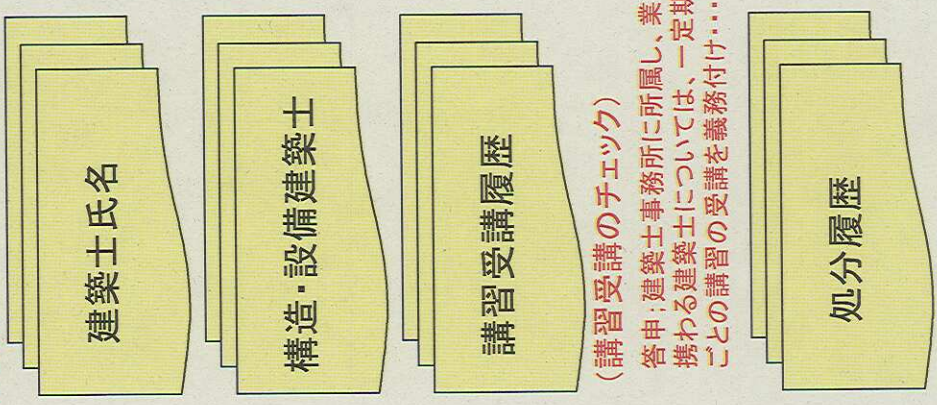 建築士氏名
構造・設備建築士
講習受講履歴
（講習受講のチェック）
答申；建築士事務所に所属し、業
携わる建築士については、一定期
ごとの講習の受講を義務付け・・・
処分履歴